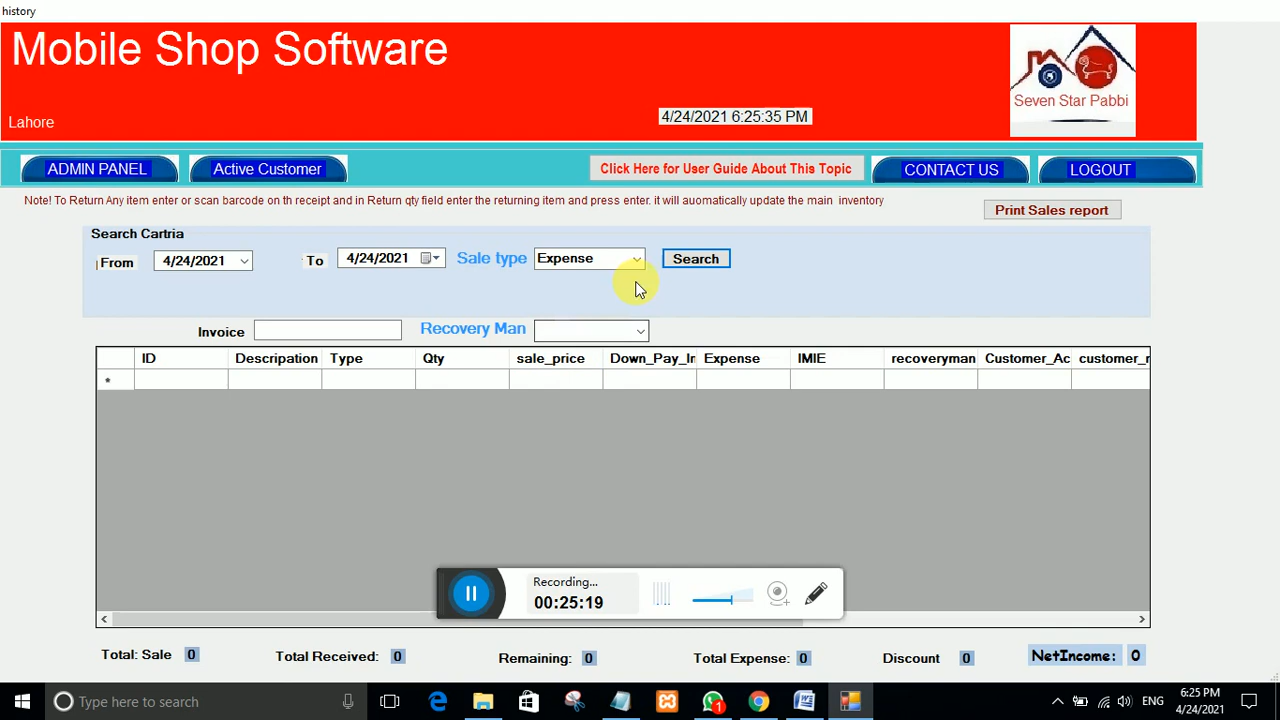 history
Mobile Shop Software
Seven Star Pabbi
4/24/2021 6:25:35 PM
Lahore
ADMIN PANEL Active Customer Click Here for User Guide About This Topic CONTACT US LOGOUT
Note! To Return Any item enter or scan barcode on th receipt and in Return qty field enter the returning item and press enter. it will auomatically update the main inventory
Print Sales report
Search Cartria
From 4/24/2021 To 4/24/2021 Sale type Expense Search
Invoice Recovery Man
ID Descripation Type Qty sale_price Down_Pay_In Expense IMIE recoveryman Customer_Ac customer_r
*
Recording...
00:25:19
Total: Sale 0 Total Received: 0 Remaining: 0 Total Expense: 0 Discount 0 NetIncome: 0
Type here to search 1 ENG 6:25 PM
4/24/2021